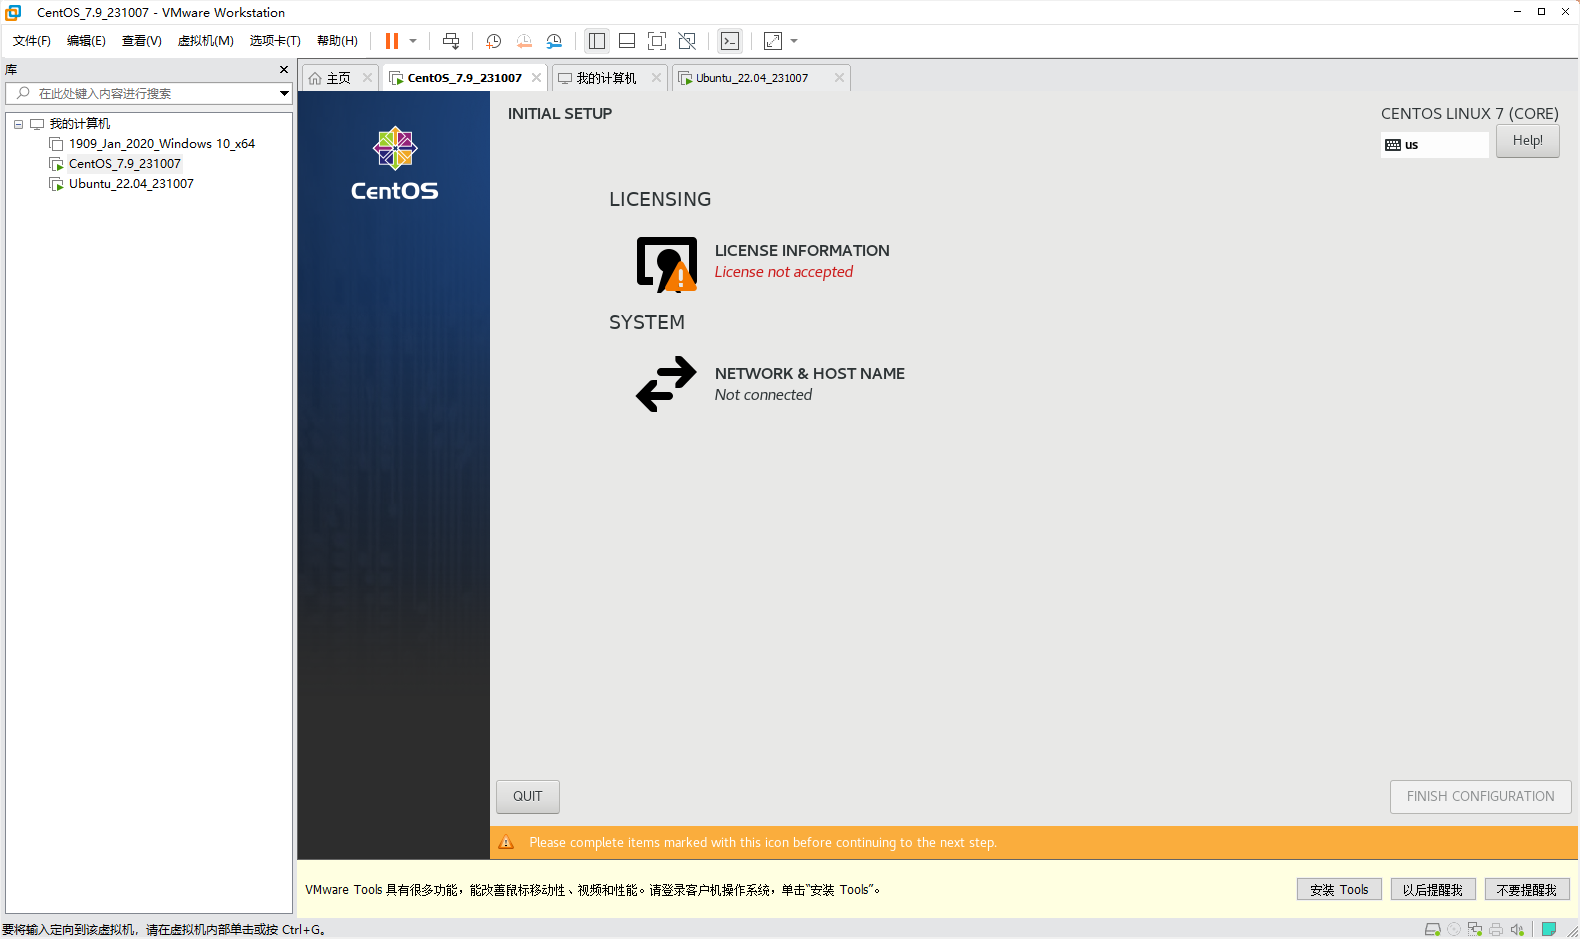 CentOS_7.9_231007 - VMware Workstation
文件(F) 编辑(E) 查看(V) 虚拟机(M) 选项卡(T) 帮助(H)
库
在此处键入内容进行搜索
我的计算机
1909_Jan_2020_Windows 10_x64
CentOS_7.9_231007
Ubuntu_22.04_231007
主页 CentOS_7.9_231007 我的计算机 Ubuntu_22.04_231007
CentOS
INITIAL SETUP
CENTOS LINUX 7 (CORE)
us
Help!
LICENSING
LICENSE INFORMATION
License not accepted
SYSTEM
NETWORK & HOST NAME
Not connected
QUIT
FINISH CONFIGURATION
Please complete items marked with this icon before continuing to the next step.
VMware Tools 具有很多功能，能改善鼠标移动性、视频和性能。请登录客户机操作系统，单击“安装 Tools”。
安装 Tools 以后提醒我 不要提醒我
要将输入定向到该虚拟机，请在虚拟机内部单击或按 Ctrl+G。